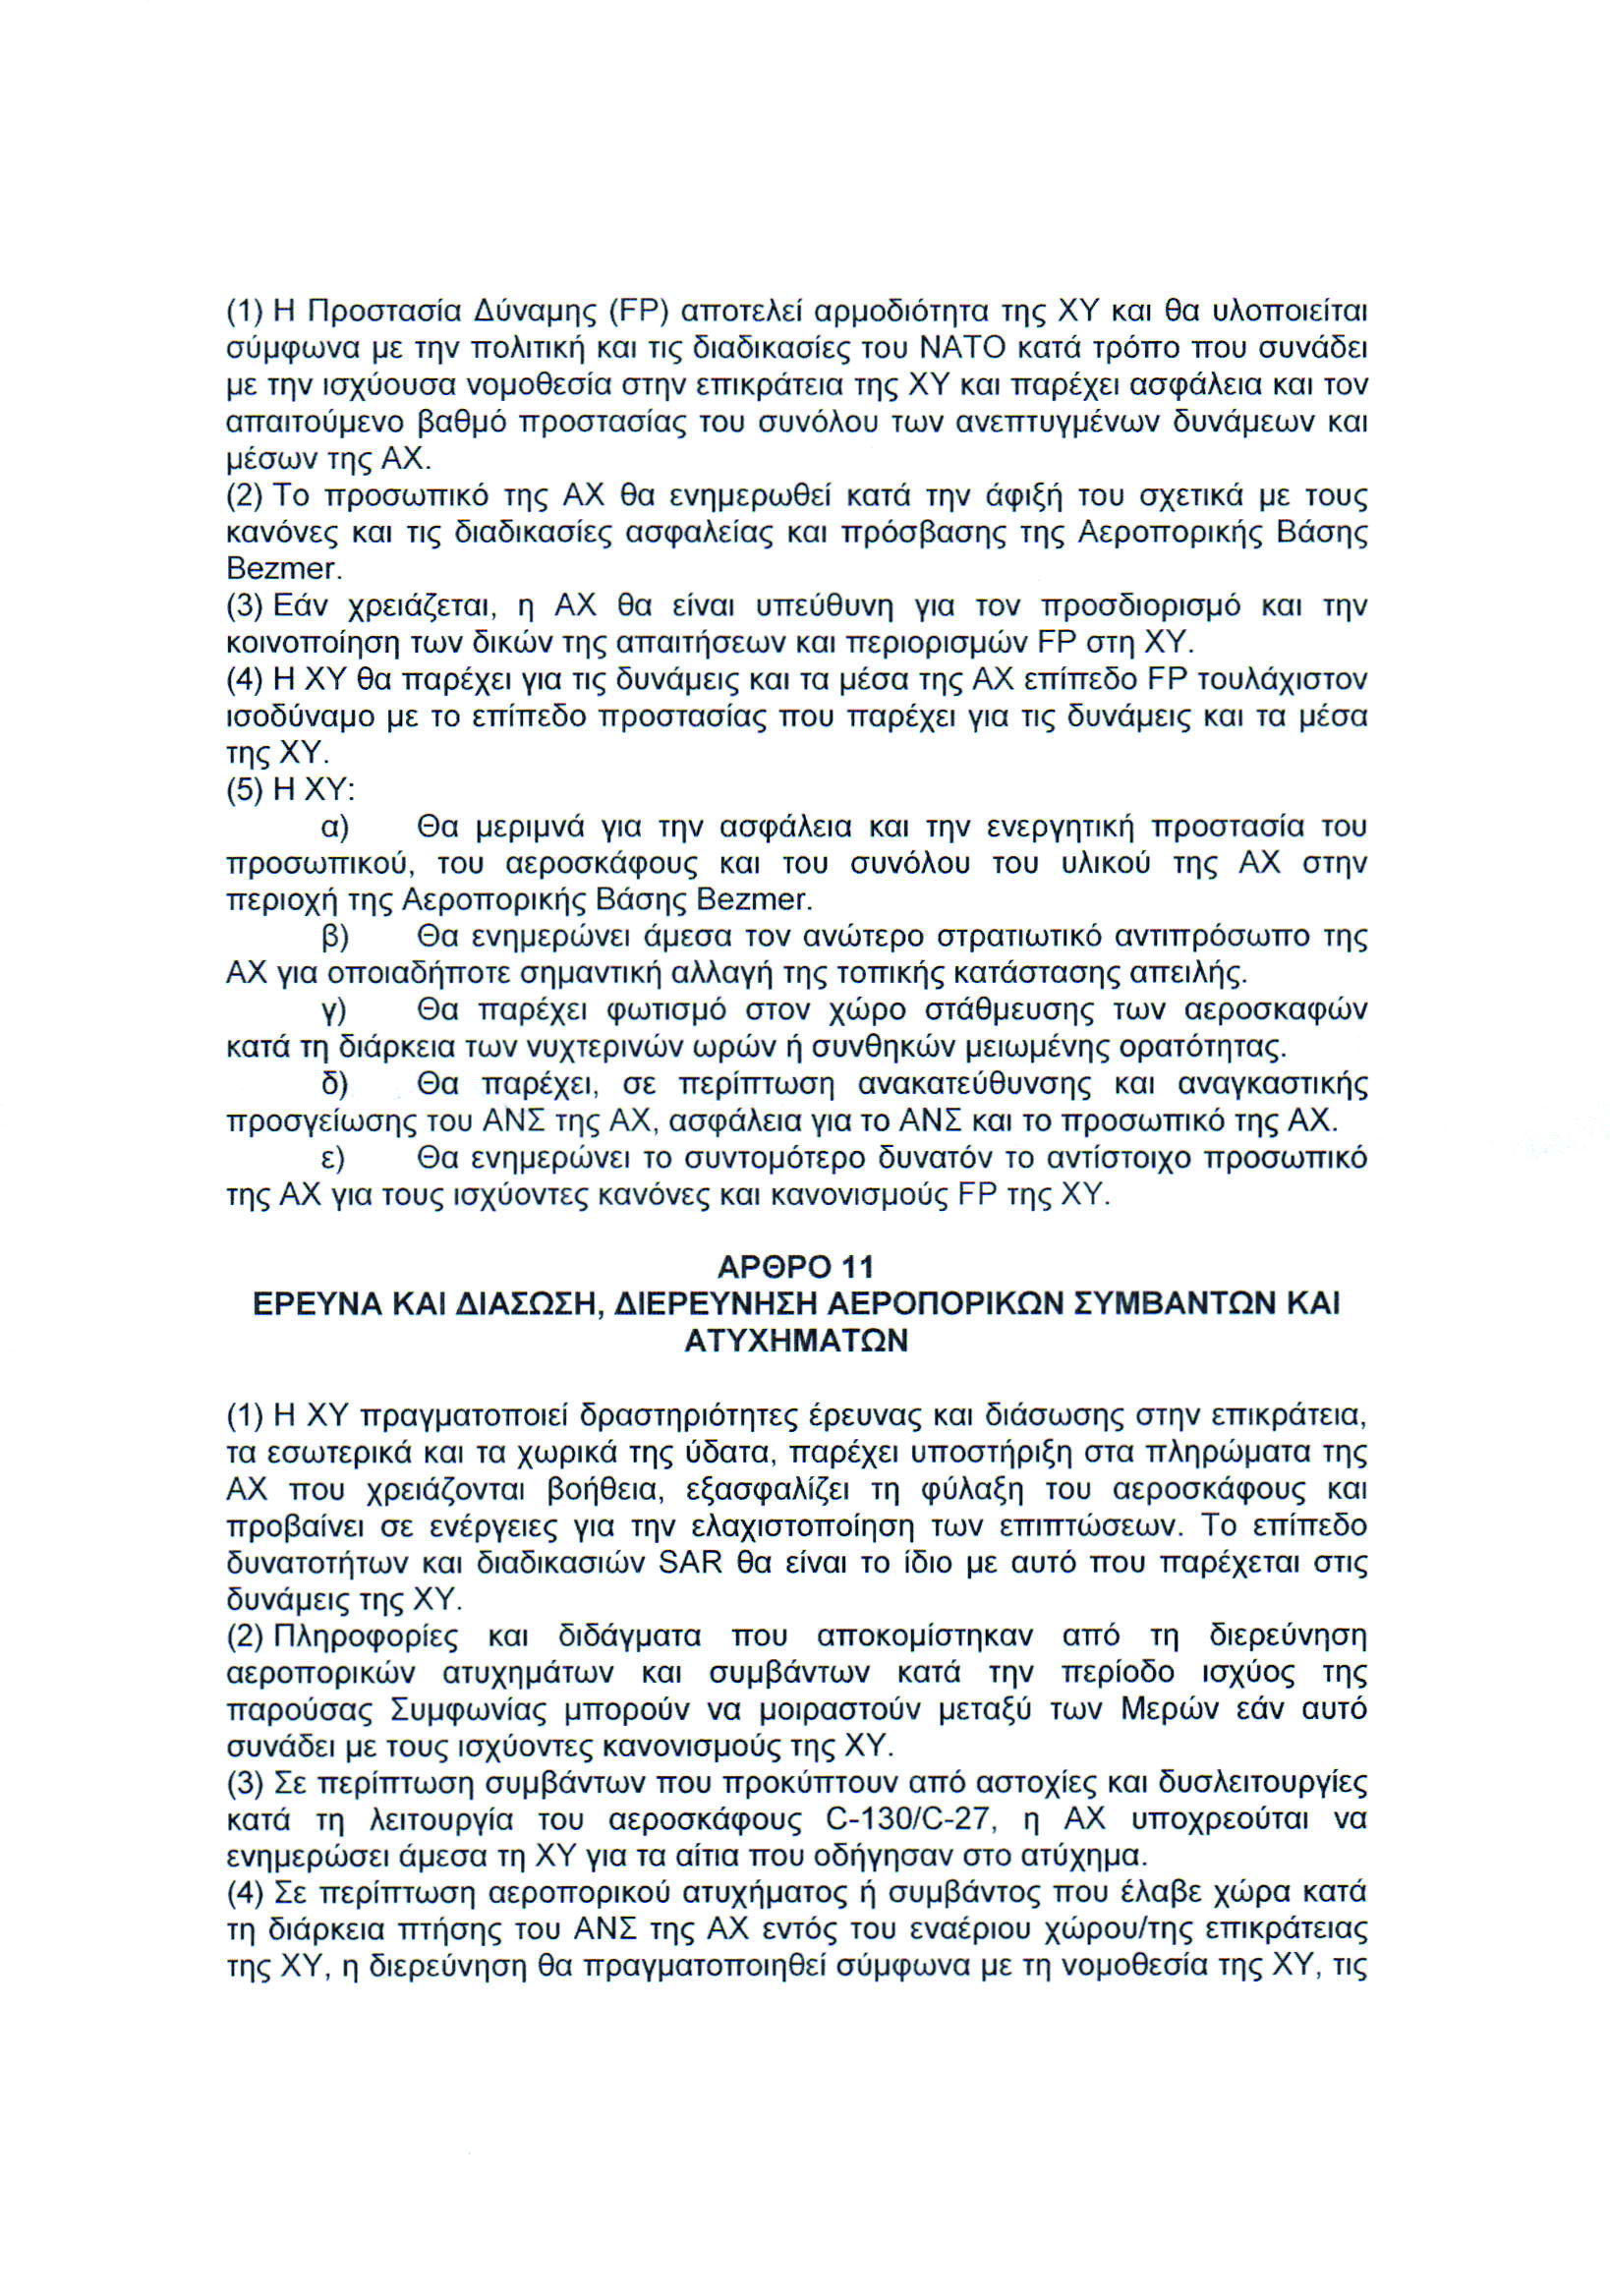 (1) Η Προστασία Δύναμης (FP) αποτελεί αρμοδιότητα της ΧΥ και θα υλοποιείται
σύμφωνα με την πολιτική και τις διαδικασίες του ΝΑΤΟ κατά τρόπο που συνάδει
με την ισχύουσα νομοθεσία στην επικράτεια της ΧΥ και παρέχει ασφάλεια και τον
απαιτούμενο βαθμό προστασίας του συνόλου των ανεπτυγμένων δυνάμεων και
μέσων της ΑΧ.
(2) Το προσωπικό της ΑΧ θα ενημερωθεί κατά την άφιξή του σχετικά με τους
κανόνες και τις διαδικασίες ασφαλείας και πρόσβασης της Αεροπορικής Βάσης
Bezmer.
(3) Εάν χρειάζεται, η ΑΧ θα είναι υπεύθυνη για τον προσδιορισμό και την
κοινοποίηση των δικών της απαιτήσεων και περιορισμών FP στη ΧΥ.
(4) Η ΧΥ θα παρέχει για τις δυνάμεις και τα μέσα της ΑΧ επίπεδο FP τουλάχιστον
ισοδύναμο με το επίπεδο προστασίας που παρέχει για τις δυνάμεις και τα μέσα
της ΧΥ.
(5) Η ΧΥ:
α) Θα μεριμνά για την ασφάλεια και την ενεργητική προστασία του
προσωπικού, του αεροσκάφους και του συνόλου του υλικού της ΑΧ στην
περιοχή της Αεροπορικής Βάσης Bezmer.
β) Θα ενημερώνει άμεσα τον ανώτερο στρατιωτικό αντιπρόσωπο της
ΑΧ για οποιαδήποτε σημαντική αλλαγή της τοπικής κατάστασης απειλής.
γ) Θα παρέχει φωτισμό στον χώρο στάθμευσης των αεροσκαφών
κατά τη διάρκεια των νυχτερινών ωρών ή συνθηκών μειωμένης ορατότητας.
δ) Θα παρέχει, σε περίπτωση ανακατεύθυνσης και αναγκαστικής
προσγείωσης του ΑΝΣ της ΑΧ, ασφάλεια για το ΑΝΣ και το προσωπικό της ΑΧ.
ε) Θα ενημερώνει το συντομότερο δυνατόν το αντίστοιχο προσωπικό
της ΑΧ για τους ισχύοντες κανόνες και κανονισμούς FP της ΧΥ.
ΑΡΘΡΟ 11
ΕΡΕΥΝΑ ΚΑΙ ΔΙΑΣΩΣΗ, ΔΙΕΡΕΥΝΗΣΗ ΑΕΡΟΠΟΡΙΚΩΝ ΣΥΜΒΑΝΤΩΝ ΚΑΙ
ΑΤΥΧΗΜΑΤΩΝ
(1) Η ΧΥ πραγματοποιεί δραστηριότητες έρευνας και διάσωσης στην επικράτεια,
τα εσωτερικά και τα χωρικά της ύδατα, παρέχει υποστήριξη στα πληρώματα της
ΑΧ που χρειάζονται βοήθεια, εξασφαλίζει τη φύλαξη του αεροσκάφους και
προβαίνει σε ενέργειες για την ελαχιστοποίηση των επιπτώσεων. Το επίπεδο
δυνατοτήτων και διαδικασιών SAR θα είναι το ίδιο με αυτό που παρέχεται στις
δυνάμεις της ΧΥ.
(2) Πληροφορίες και διδάγματα που αποκομίστηκαν από τη διερεύνηση
αεροπορικών ατυχημάτων και συμβάντων κατά την περίοδο ισχύος της
παρούσας Συμφωνίας μπορούν να μοιραστούν μεταξύ των Μερών εάν αυτό
συνάδει με τους ισχύοντες κανονισμούς της ΧΥ.
(3) Σε περίπτωση συμβάντων που προκύπτουν από αστοχίες και δυσλειτουργίες
κατά τη λειτουργία του αεροσκάφους C-130/C-27, η ΑΧ υποχρεούται να
ενημερώσει άμεσα τη ΧΥ για τα αίτια που οδήγησαν στο ατύχημα.
(4) Σε περίπτωση αεροπορικού ατυχήματος ή συμβάντος που έλαβε χώρα κατά
τη διάρκεια πτήσης του ΑΝΣ της ΑΧ εντός του εναέριου χώρου/της επικράτειας
της ΧΥ, η διερεύνηση θα πραγματοποιηθεί σύμφωνα με τη νομοθεσία της ΧΥ, τις